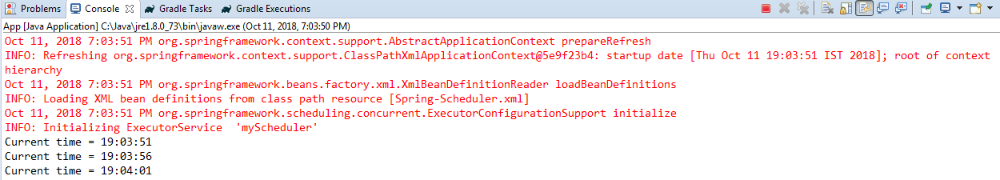 Problems Console Gradle Tasks Gradle Executions
App [Java Application] C:\Java\jre1.8.0_73\bin\javaw.exe (Oct 11, 2018, 7:03:50 PM)
Oct 11, 2018 7:03:51 PM org.springframework.context.support.AbstractApplicationContext prepareRefresh
INFO: Refreshing org.springframework.context.support.ClassPathXmlApplicationContext@5e9f23b4: startup date [Thu Oct 11 19:03:51 IST 2018]; root of context
hierarchy
Oct 11, 2018 7:03:51 PM org.springframework.beans.factory.xml.XmlBeanDefinitionReader loadBeanDefinitions
INFO: Loading XML bean definitions from class path resource [Spring-Scheduler.xml]
Oct 11, 2018 7:03:51 PM org.springframework.scheduling.concurrent.ExecutorConfigurationSupport initialize
INFO: Initializing ExecutorService  'myScheduler'
Current time = 19:03:51
Current time = 19:03:56
Current time = 19:04:01